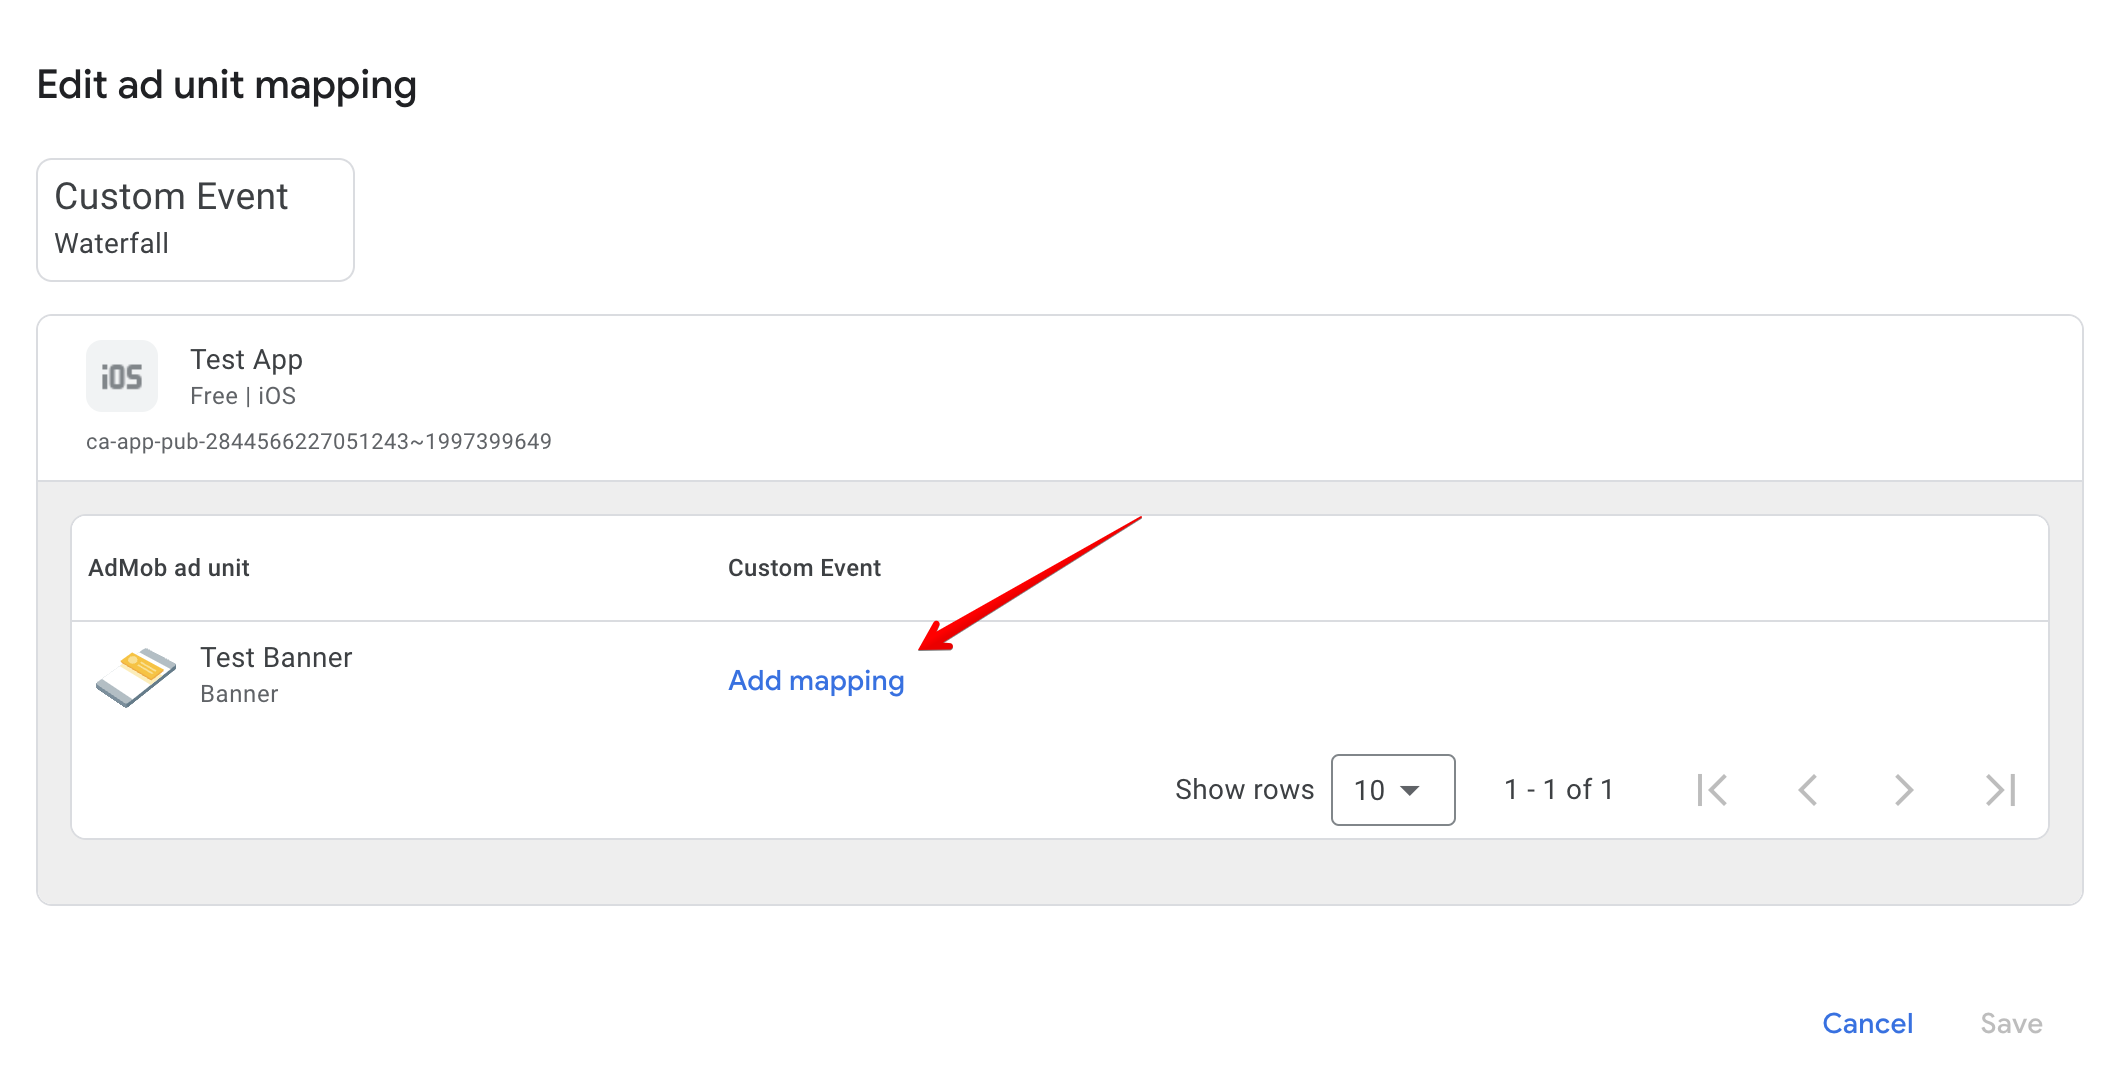 Edit ad unit mapping
Custom Event
Waterfall
iOS
Test App
Free | iOS
ca-app-pub-2844566227051243~1997399649
AdMob ad unit
Custom Event
Test Banner
Banner
Add mapping
Show rows 10 1 - 1 of 1
Cancel Save